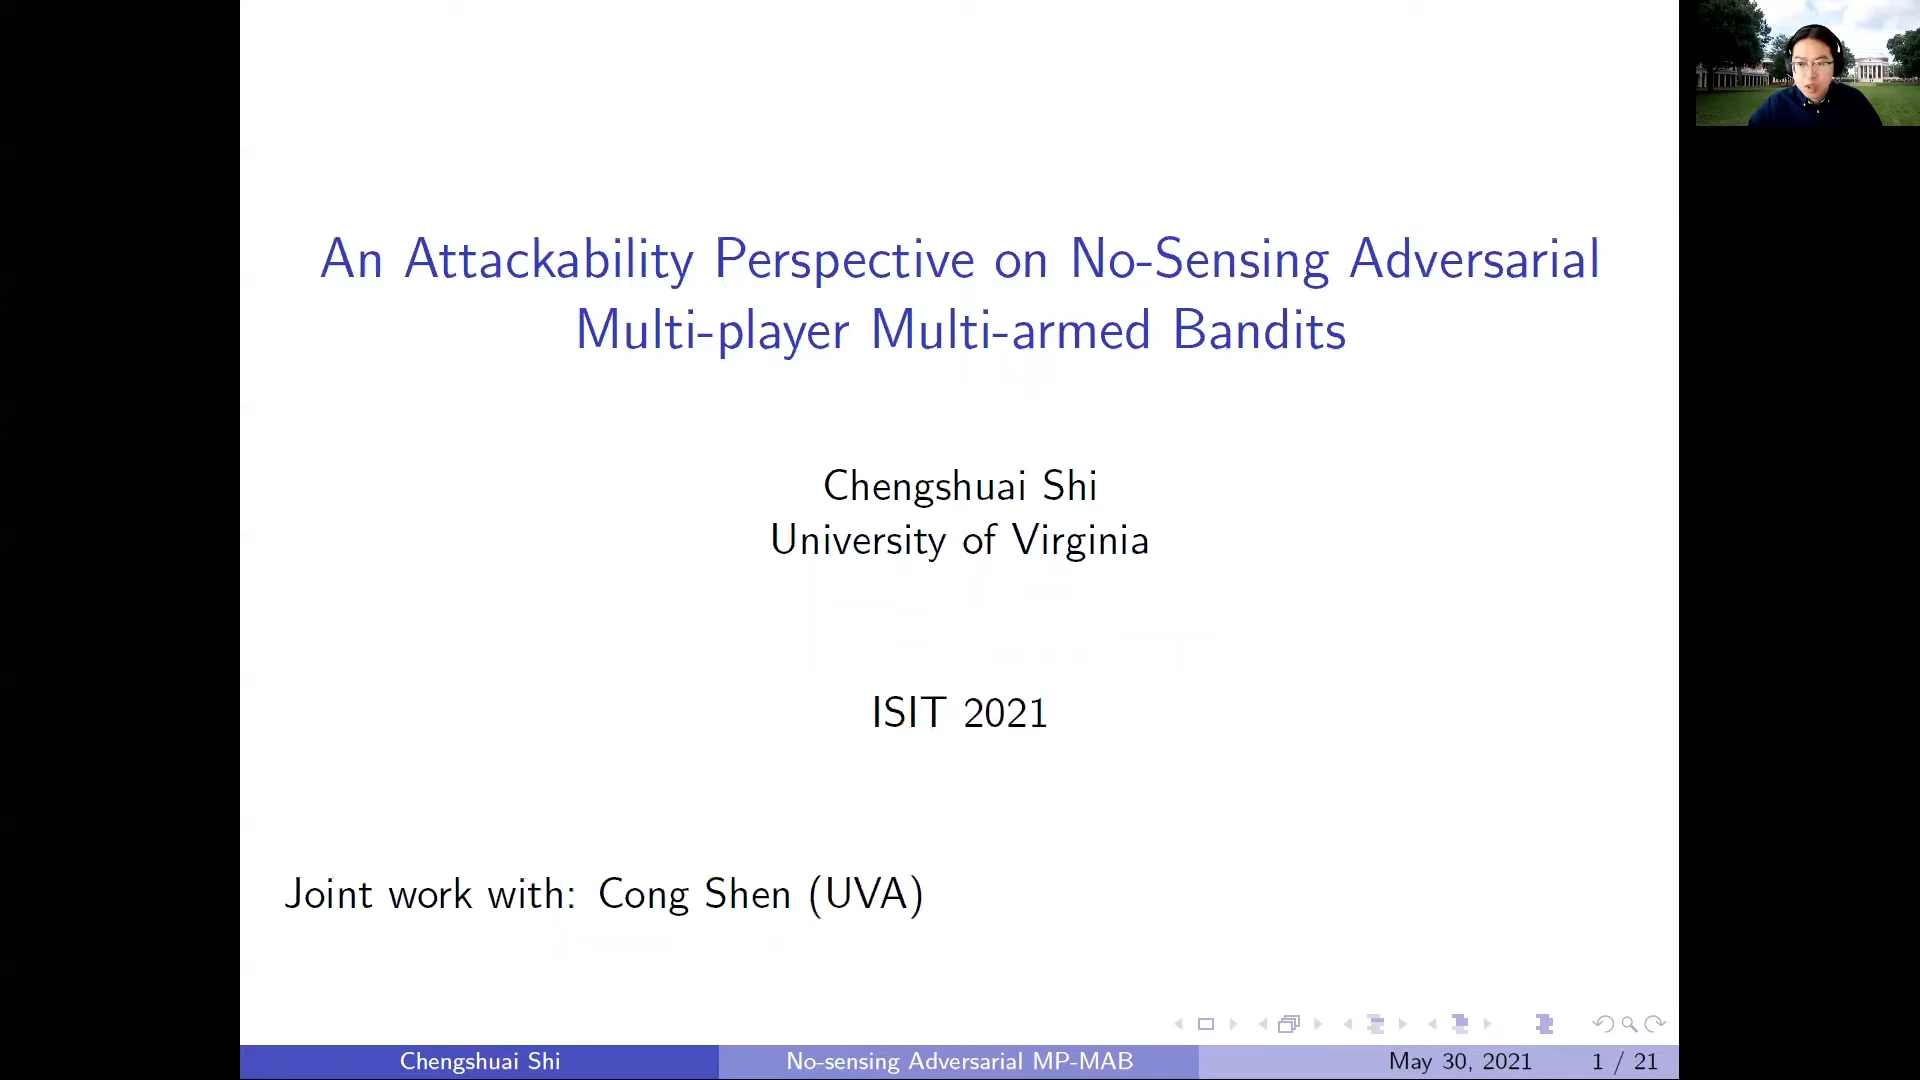 An Attackability Perspective on No-Sensing Adversarial
Multi-player Multi-armed Bandits
Chengshuai Shi
University of Virginia
ISIT 2021
Joint work with: Cong Shen (UVA)
Chengshuai Shi
No-sensing Adversarial MP-MAB
May 30, 2021
1 / 21